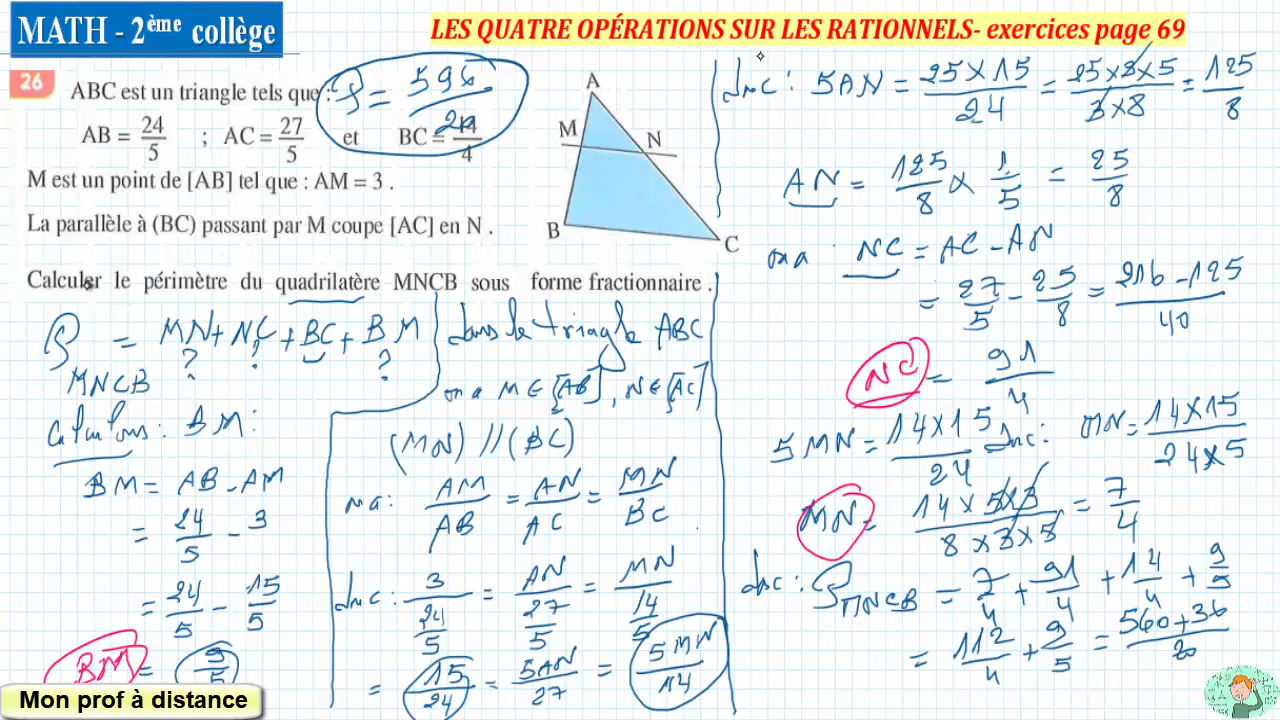 MATH - 2ème collège
LES QUATRE OPÉRATIONS SUR LES RATIONNELS- exercices page 69
26
ABC est un triangle tels que :
AB = 24/5 ; AC = 27/5 et BC = 14/4
M est un point de [AB] tel que : AM = 3 .
La parallèle à (BC) passant par M coupe [AC] en N .
Calculer le périmètre du quadrilatère MNCB sous forme fractionnaire .
A
M
N
B
C
P = 596/20
P MNCB = MN + NC + BC + BM
? ? ?
Calculons : BM :
BM = AB - AM
= 24/5 - 3
= 24/5 - 15/5
BM = 9/5
dans le triangle ABC
on a M ∈ [AB] , N ∈ [AC]
(MN) // (BC)
on a : AM/AB = AN/AC = MN/BC
donc : 3/(24/5) = AN/(27/5) = MN/(14/5)
= 15/24 = 5AN/27 = 5MN/14
donc : 5AN = 25×15/24 = 25×3×5/3×8 = 125/8
AN = 125/8 × 1/5 = 25/8
on a NC = AC - AN
= 27/5 - 25/8 = 216 - 125/40
NC = 91/4
5MN = 14×15/24 donc : MN = 14×15/24×5
MN = 14×5×3/8×3×5 = 7/4
donc : P MNCB = 7/4 + 91/4 + 14/4 + 9/5
= 112/4 + 9/5 = 560+36/20
Mon prof à distance